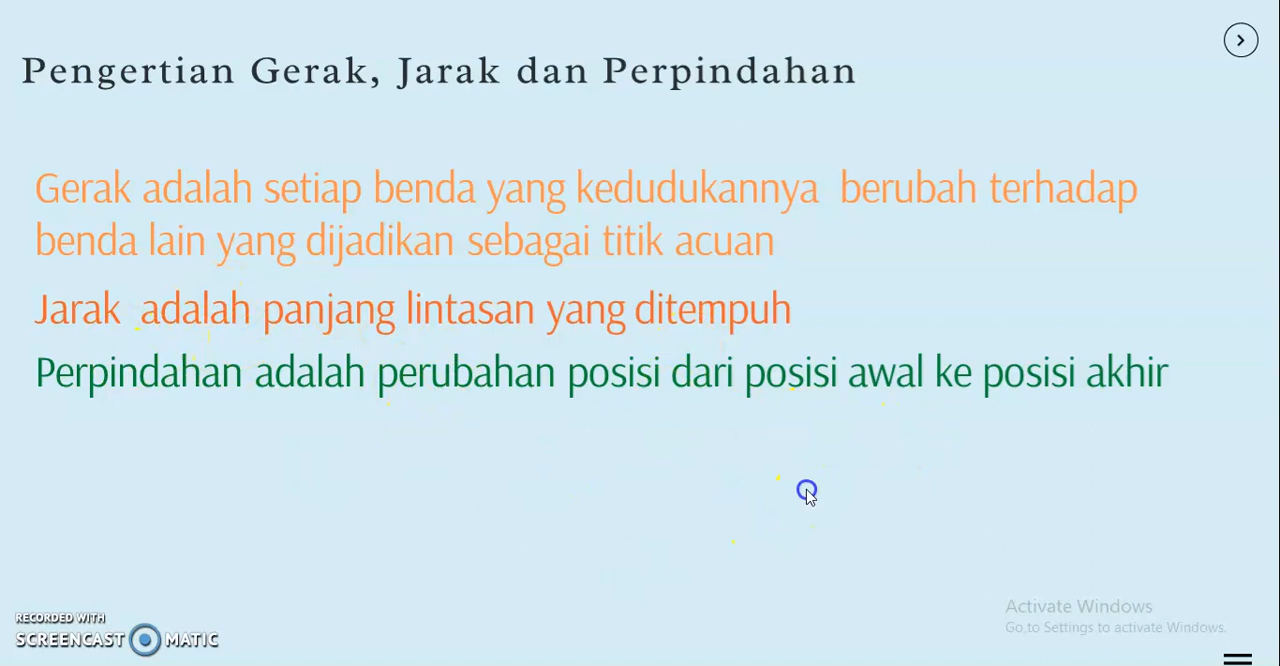 Pengertian Gerak, Jarak dan Perpindahan
Gerak adalah setiap benda yang kedudukannya berubah terhadap
benda lain yang dijadikan sebagai titik acuan
Jarak adalah panjang lintasan yang ditempuh
Perpindahan adalah perubahan posisi dari posisi awal ke posisi akhir
Activate Windows
Go to Settings to activate Windows.
RECORDED WITH
SCREENCAST MATIC